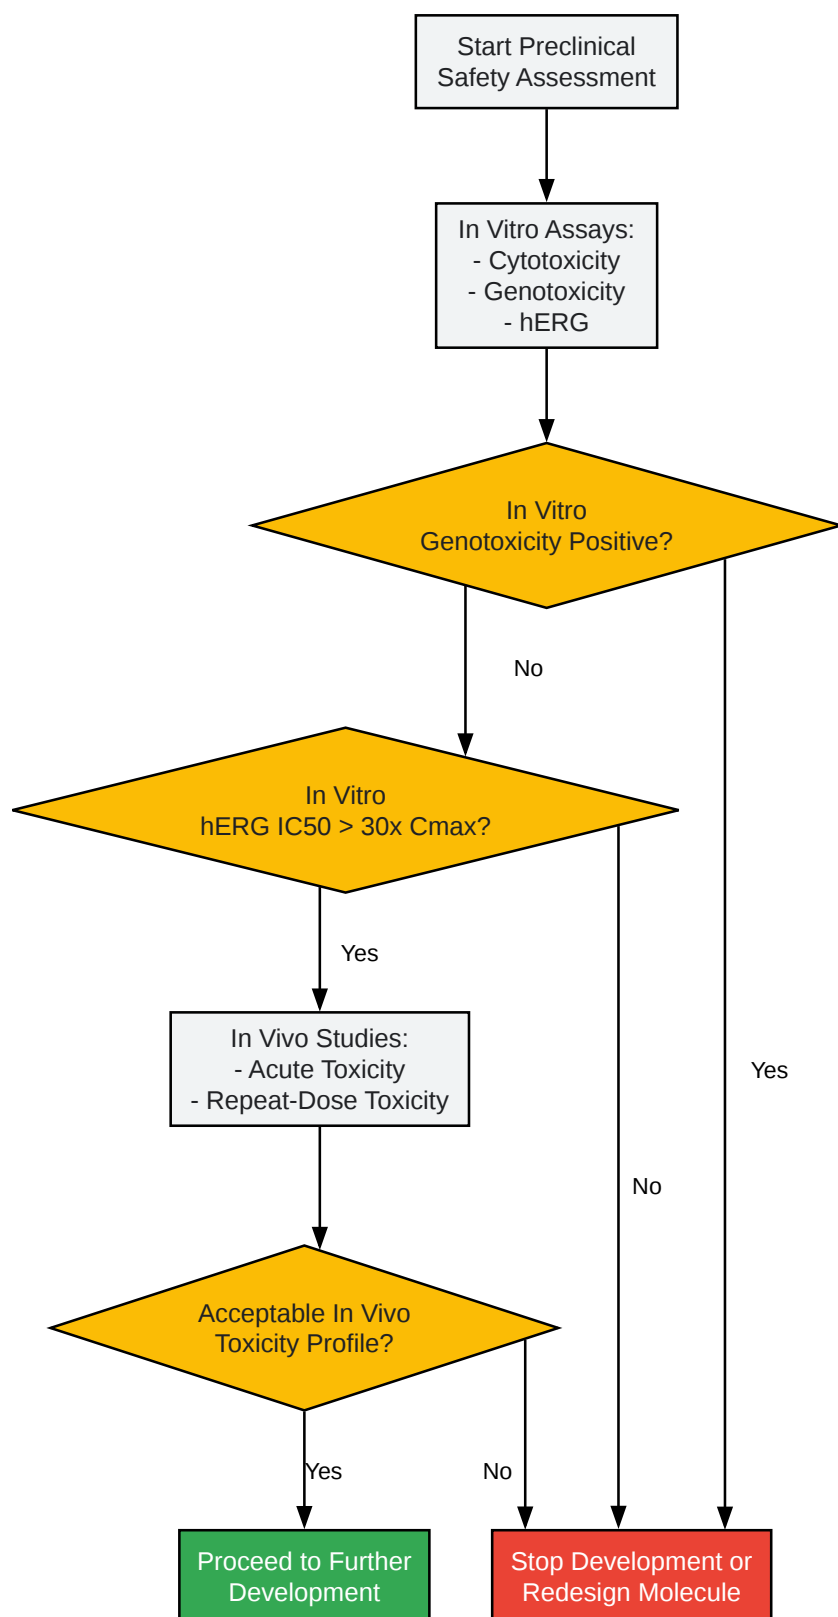 Start Preclinical
Safety Assessment
In Vitro Assays:
- Cytotoxicity
- Genotoxicity
- hERG
In Vitro
Genotoxicity Positive?
No
In Vitro
hERG IC50 > 30x Cmax?
Yes
In Vivo Studies:
- Acute Toxicity
- Repeat-Dose Toxicity
Yes
No
Acceptable In Vivo
Toxicity Profile?
Yes
No
Proceed to Further
Development
Stop Development or
Redesign Molecule